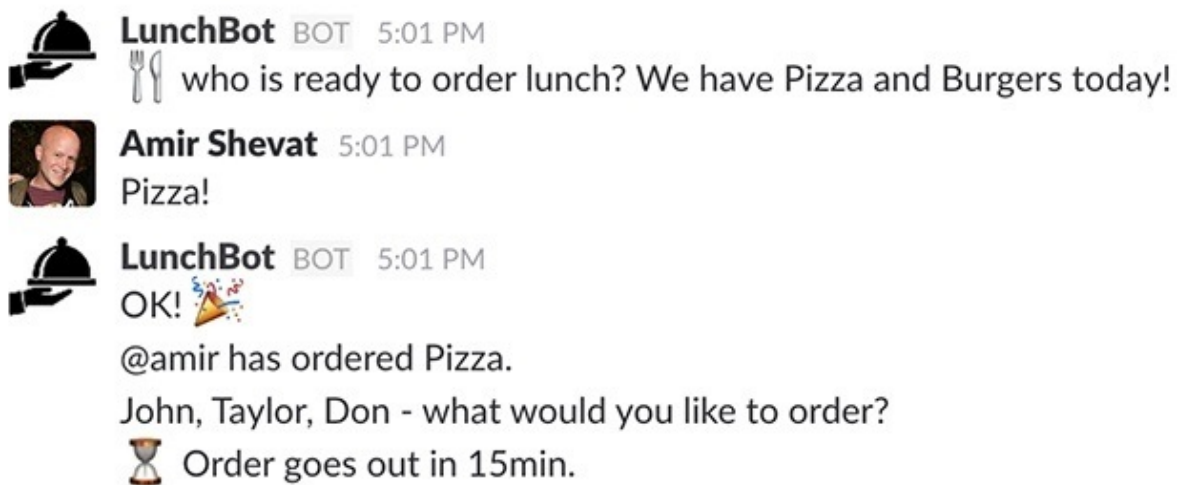 LunchBot BOT 5:01 PM
🍴 who is ready to order lunch? We have Pizza and Burgers today!
Amir Shevat 5:01 PM
Pizza!
LunchBot BOT 5:01 PM
OK! 🎉
@amir has ordered Pizza.
John, Taylor, Don - what would you like to order?
⏳ Order goes out in 15min.